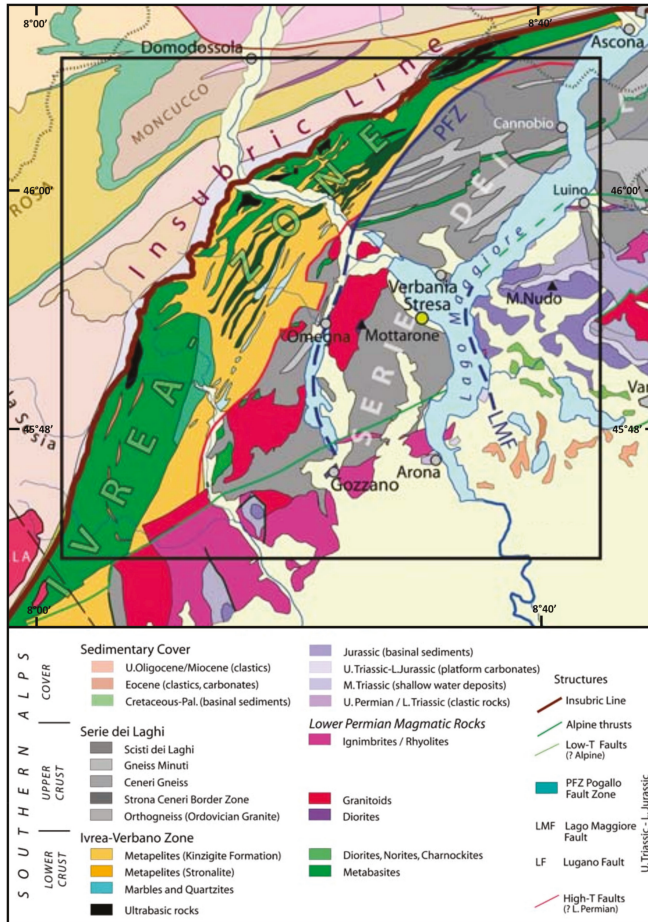 8°00'
8°40'
Domodossola
Ascona
MONCUCCO
Insubric Line
PFZ
Cannobio
ROSA
46°00'
46°00'
Luino
IVREA-
ZONE
SERIE
DEI
Verbania
Stresa
Lago Maggiore
M.Nudo
Omegna
Mottarone
la Sesia
Var
45°48'
45°48'
LMF
Arona
Gozzano
LA
8°00'
8°40'
SOUTHERN ALPS
COVER
UPPER CRUST
LOWER CRUST
Sedimentary Cover
U.Oligocene/Miocene (clastics)
Eocene (clastics, carbonates)
Cretaceous-Pal. (basinal sediments)
Jurassic (basinal sediments)
U.Triassic-L.Jurassic (platform carbonates)
M.Triassic (shallow water deposits)
U.Permian / L.Triassic (clastic rocks)
Serie dei Laghi
Scisti dei Laghi
Gneiss Minuti
Ceneri Gneiss
Strona Ceneri Border Zone
Orthogneiss (Ordovician Granite)
Lower Permian Magmatic Rocks
Ignimbrites / Rhyolites
Granitoids
Diorites
Ivrea-Verbano Zone
Metapelites (Kinzigite Formation)
Metapelites (Stronalite)
Marbles and Quartzites
Ultrabasic rocks
Diorites, Norites, Charnockites
Metabasites
Structures
Insubric Line
Alpine thrusts
Low-T Faults
(? Alpine)
PFZ Pogallo
Fault Zone
LMF Lago Maggiore
Fault
LF Lugano Fault
High-T Faults
(? L. Permian)
U.Triassic - L.Jurassic